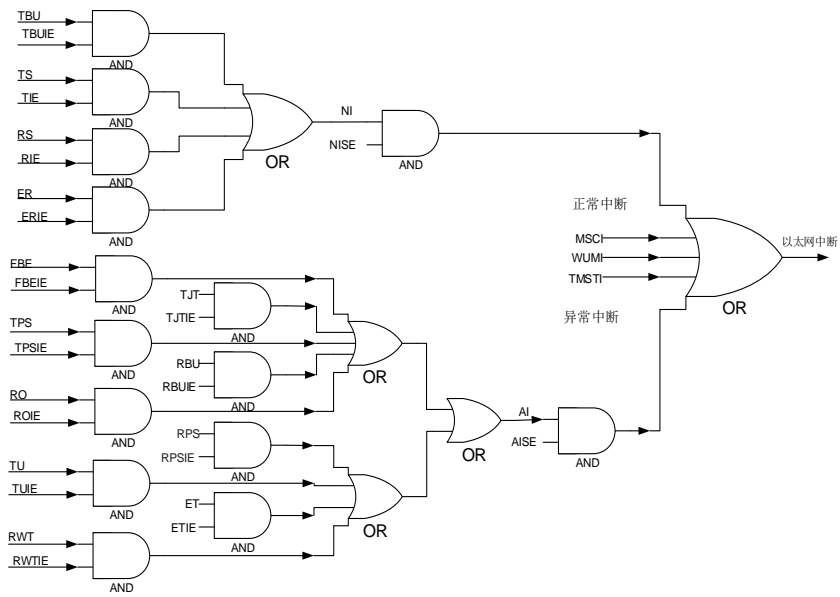 TBU
TBUIE
AND
TS
TIE
AND
RS
RIE
AND
ER
ERIE
AND
OR
NI
NISE
AND
正常中断
MSCI
WUMI
TMSTI
异常中断
OR
以太网中断
FBE
FBEIE
AND
TJT
TJTIE
AND
TPS
TPSIE
AND
RBU
RBUIE
AND
OR
RO
ROIE
AND
RPS
RPSIE
AND
OR
AI
AISE
AND
TU
TUIE
AND
ET
ETIE
AND
OR
RWT
RWTIE
AND